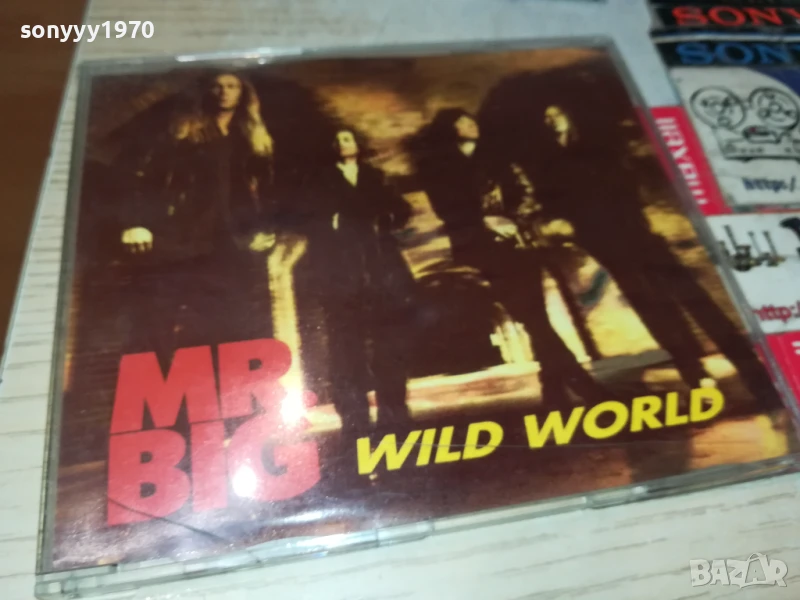 sonyyy1970
SONY
SONY
maxell
http:/
http:/
MR.
BIG
WILD WORLD
BAZAR